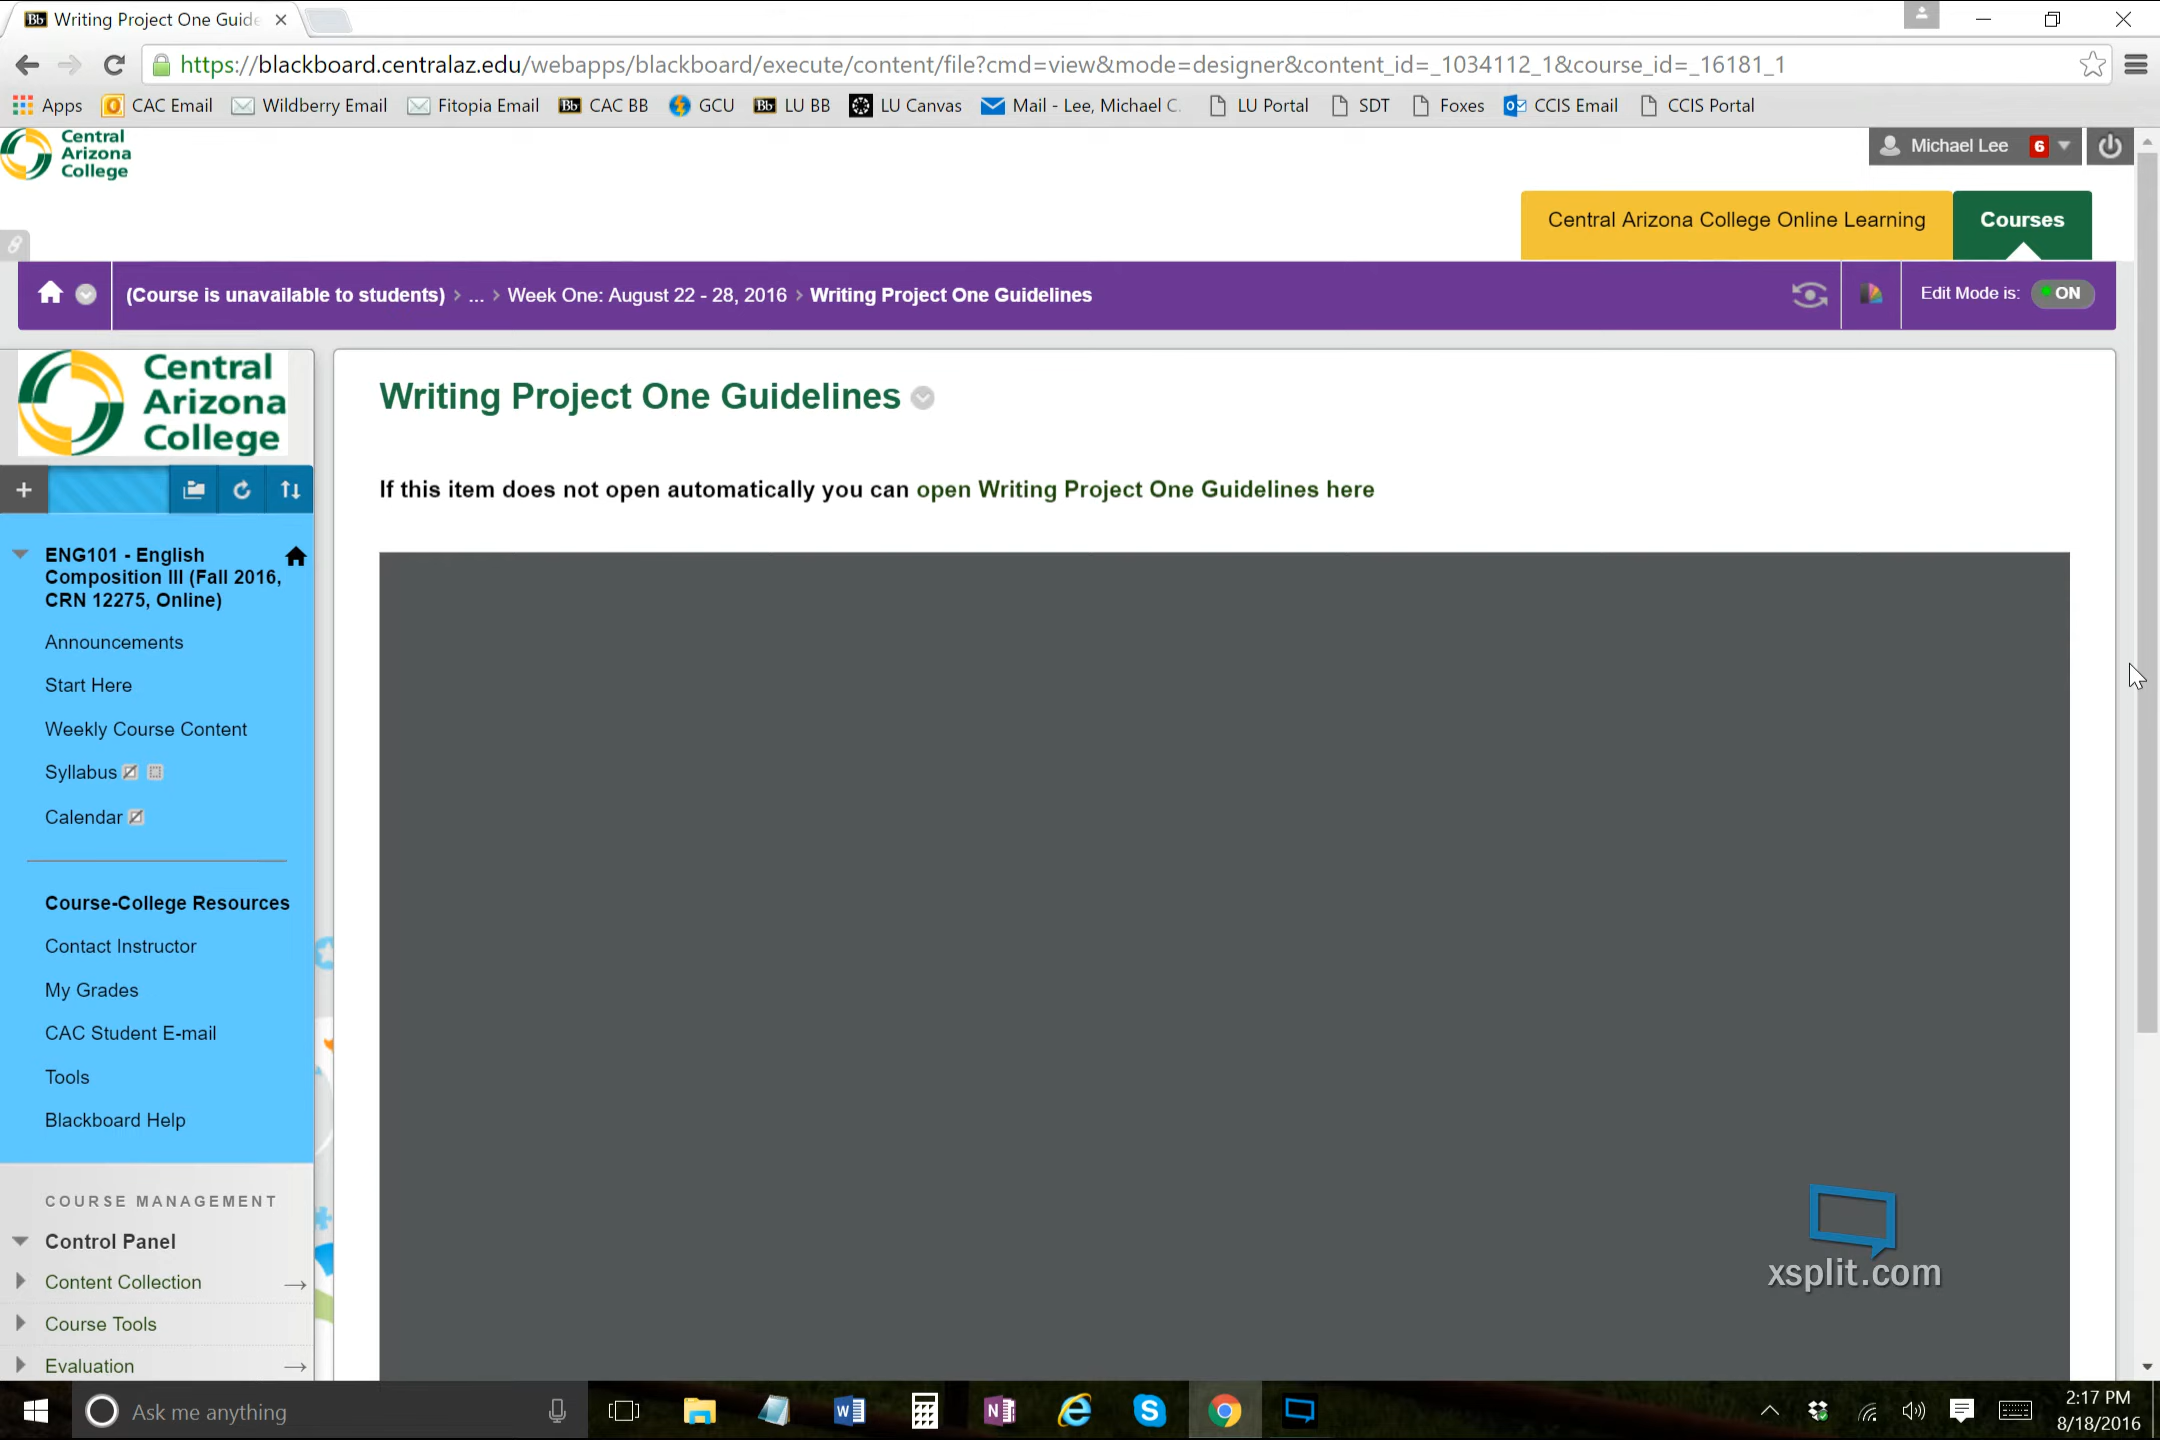 Writing Project One Guide
https://blackboard.centralaz.edu/webapps/blackboard/execute/content/file?cmd=view&mode=designer&content_id=_1034112_1&course_id=_16181_1
Apps CAC Email Wildberry Email Fitopia Email CAC BB GCU LU BB LU Canvas Mail - Lee, Michael C. LU Portal SDT Foxes CCIS Email CCIS Portal
Central
Arizona
College
Michael Lee 6
Central Arizona College Online Learning Courses
(Course is unavailable to students) > ... > Week One: August 22 - 28, 2016 > Writing Project One Guidelines Edit Mode is: ON
Central
Arizona
College
Writing Project One Guidelines
If this item does not open automatically you can open Writing Project One Guidelines here
ENG101 - English
Composition III (Fall 2016,
CRN 12275, Online)
Announcements
Start Here
Weekly Course Content
Syllabus
Calendar
Course-College Resources
Contact Instructor
My Grades
CAC Student E-mail
Tools
Blackboard Help
COURSE MANAGEMENT
Control Panel
Content Collection
Course Tools
Evaluation
xsplit.com
Ask me anything
2:17 PM
8/18/2016